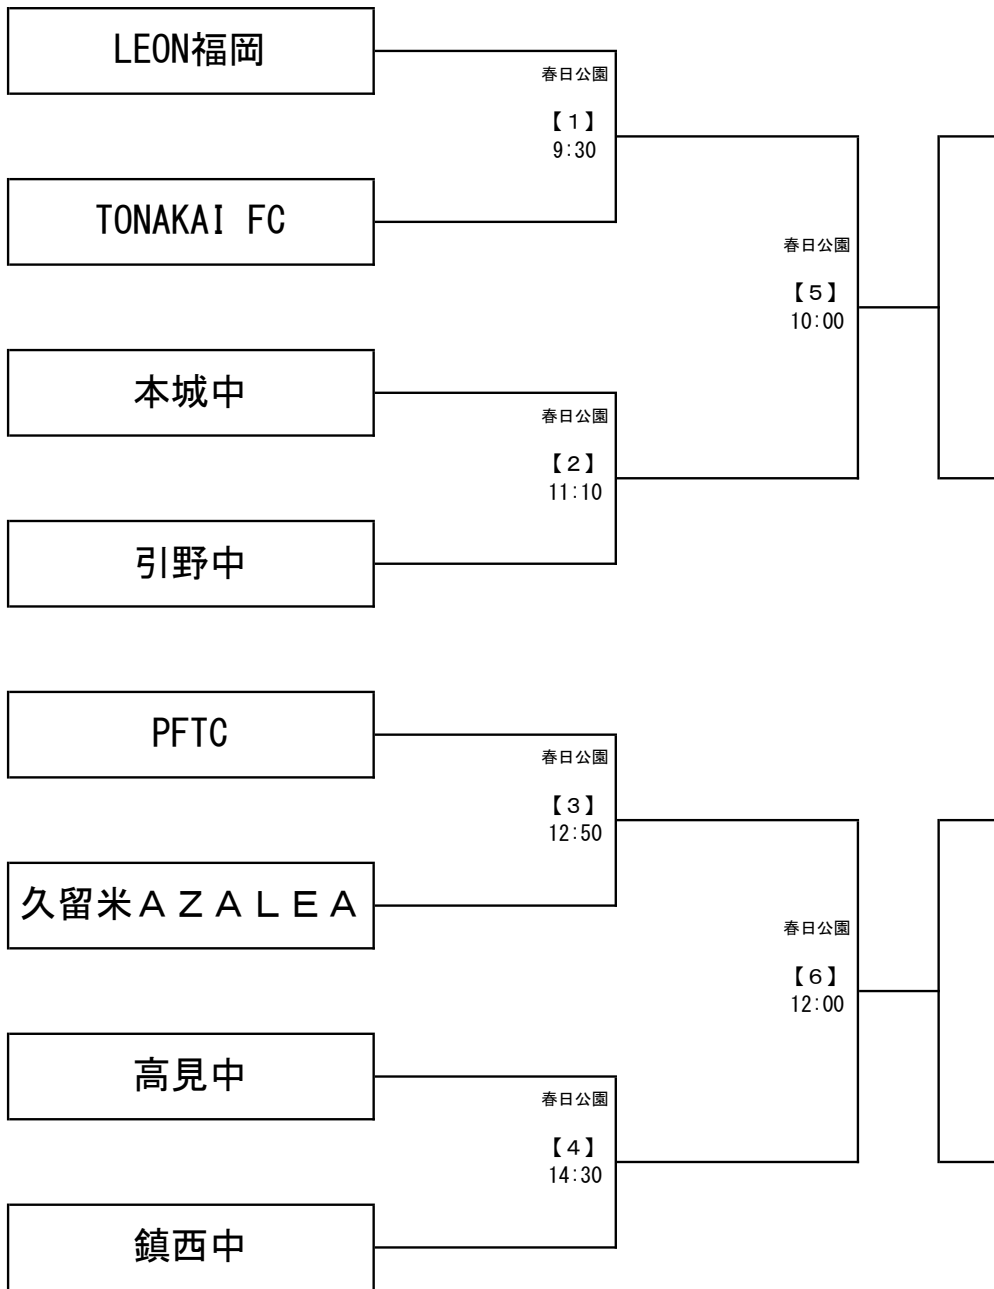 LEON福岡
春日公園
【1】
9:30
TONAKAI FC
春日公園
【5】
10:00
本城中
春日公園
【2】
11:10
引野中
PFTC
春日公園
【3】
12:50
久留米ＡＺＡＬＥＡ
春日公園
【6】
12:00
高見中
春日公園
【4】
14:30
鎮西中